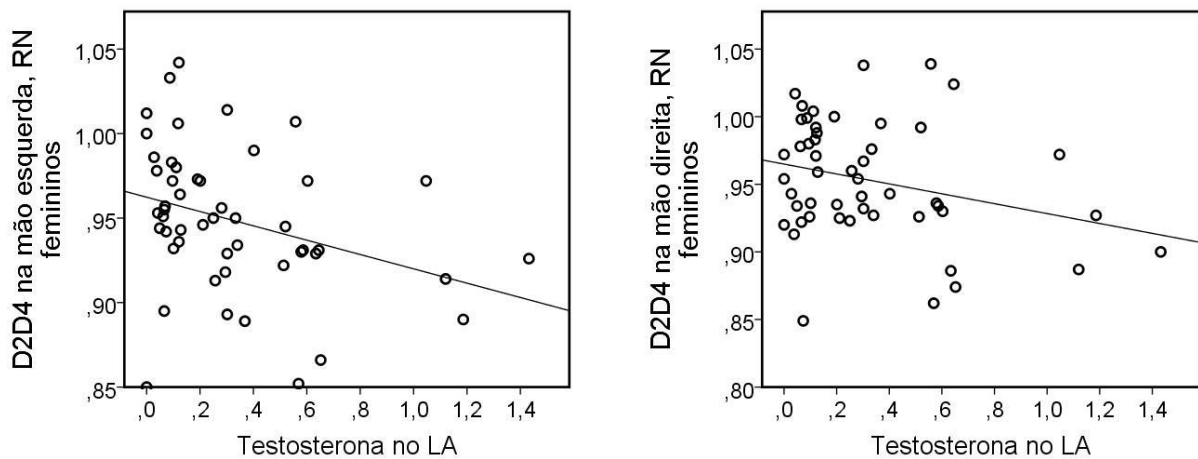 D2D4 na mão esquerda, RN
femininos
1,05
1,00
,95
,90
,85
,0 ,2 ,4 ,6 ,8 1,0 1,2 1,4
Testosterona no LA
D2D4 na mão direita, RN
femininos
1,05
1,00
,95
,90
,85
,80
,0 ,2 ,4 ,6 ,8 1,0 1,2 1,4
Testosterona no LA